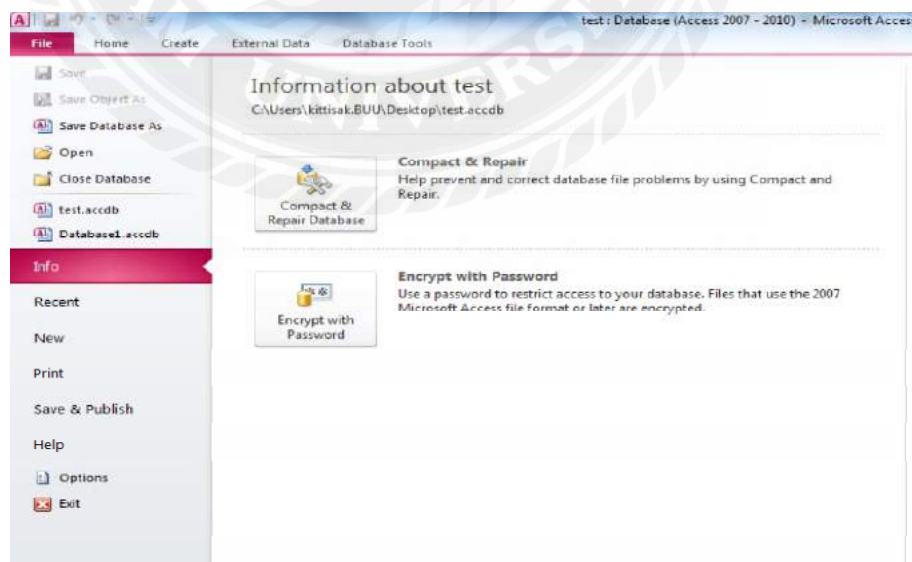 test : Database (Access 2007 - 2010) - Microsoft Acces
File Home Create External Data Database Tools
Save
Save Object As
Save Database As
Open
Close Database
test.accdb
Database1.accdb
Info
Recent
New
Print
Save & Publish
Help
Options
Exit
Information about test
C:\Users\kittisak.BUU\Desktop\test.accdb
Compact &
Repair Database
Compact & Repair
Help prevent and correct database file problems by using Compact and
Repair.
Encrypt with
Password
Encrypt with Password
Use a password to restrict access to your database. Files that use the 2007
Microsoft Access file format or later are encrypted.